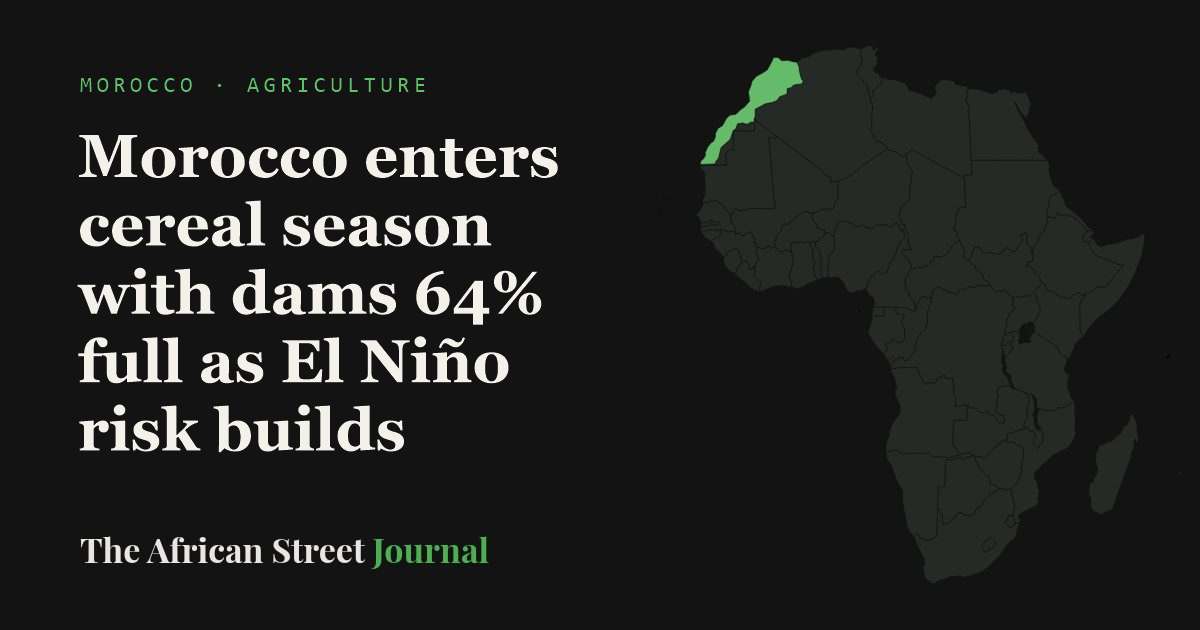 MOROCCO · AGRICULTURE
Morocco enters
cereal season
with dams 64%
full as El Niño
risk builds
The African Street Journal